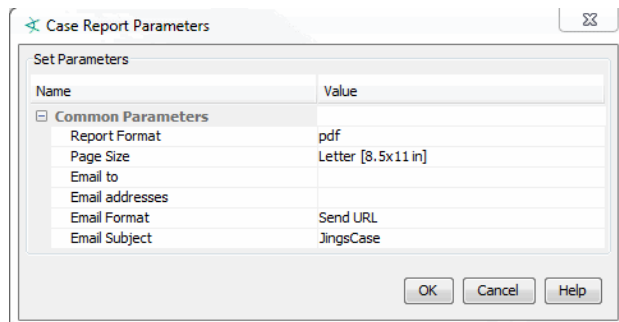 Case Report Parameters
Set Parameters
Name Value
Common Parameters
Report Format pdf
Page Size Letter [8.5x11 in]
Email to
Email addresses
Email Format Send URL
Email Subject JingsCase
OK Cancel Help